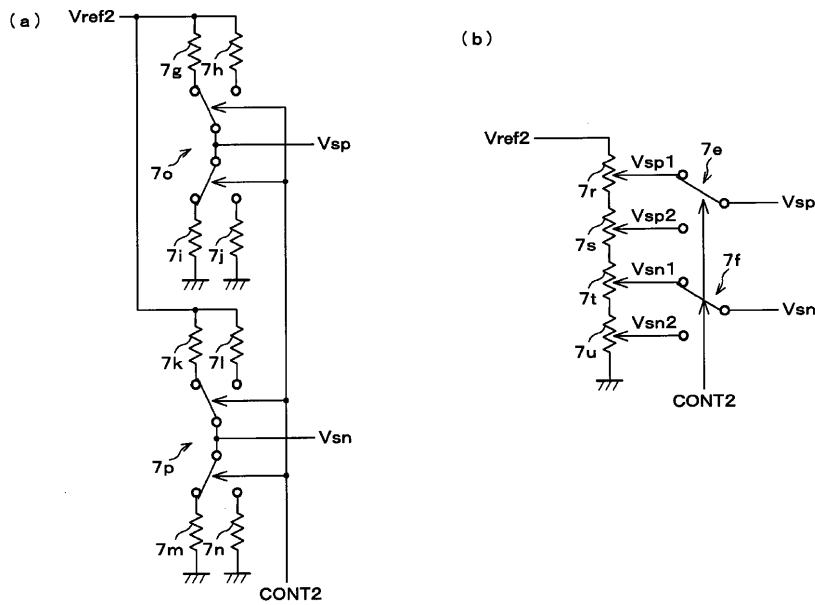 (a)
Vref2
7g
7h
Vsp
7o
7i
7j
7k
7l
Vsn
7p
7m
7n
CONT2
(b)
Vref2
Vsp1
7e
7r
Vsp
Vsp2
7s
Vsn1
7f
7t
Vsn
Vsn2
7u
CONT2